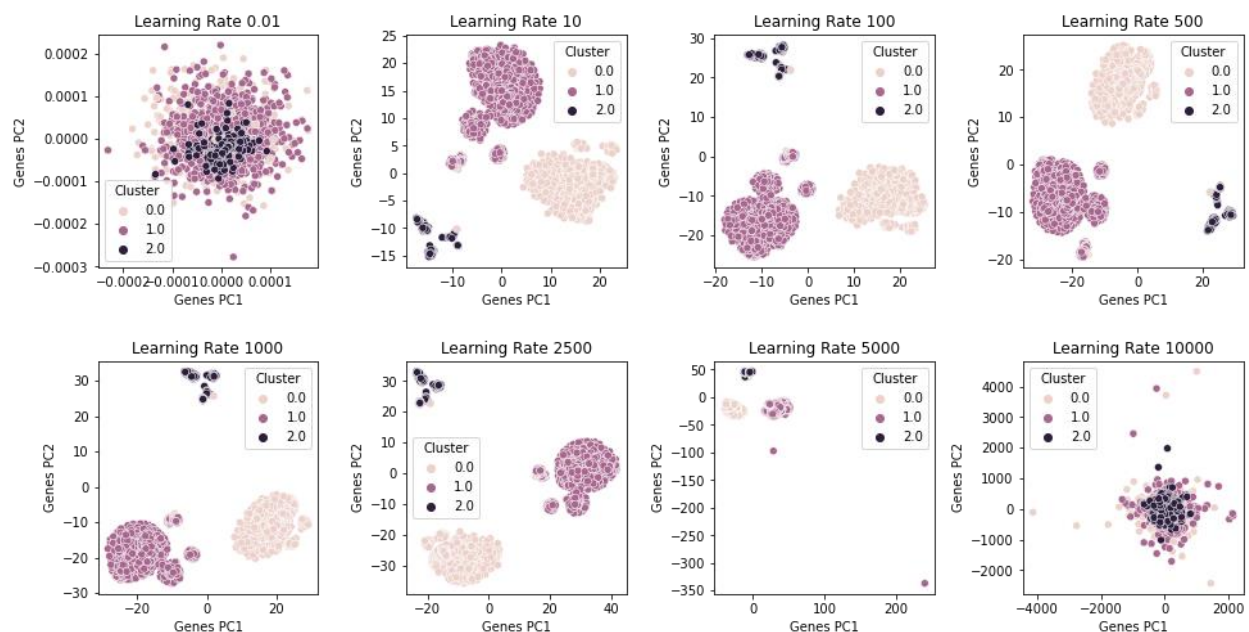 Learning Rate 0.01
0.0002
0.0001
0.0000
−0.0001
−0.0002
−0.0003
Genes PC2
Cluster
0.0
1.0
2.0
−0.0002 −0.0001 0.0000 0.0001
Genes PC1
Learning Rate 10
25
20
15
10
5
0
−5
−10
−15
Genes PC2
Cluster
0.0
1.0
2.0
−10 0 10 20
Genes PC1
Learning Rate 100
30
20
10
0
−10
−20
Genes PC2
Cluster
0.0
1.0
2.0
−20 −10 0 10 20
Genes PC1
Learning Rate 500
20
10
0
−10
−20
Genes PC2
Cluster
0.0
1.0
2.0
−20 0 20
Genes PC1
Learning Rate 1000
30
20
10
0
−10
−20
−30
Genes PC2
Cluster
0.0
1.0
2.0
−20 0 20
Genes PC1
Learning Rate 2500
30
20
10
0
−10
−20
−30
Genes PC2
Cluster
0.0
1.0
2.0
−20 0 20 40
Genes PC1
Learning Rate 5000
50
0
−50
−100
−150
−200
−250
−300
−350
Genes PC2
Cluster
0.0
1.0
2.0
0 100 200
Genes PC1
Learning Rate 10000
4000
3000
2000
1000
0
−1000
−2000
Genes PC2
Cluster
0.0
1.0
2.0
−4000 −2000 0 2000
Genes PC1